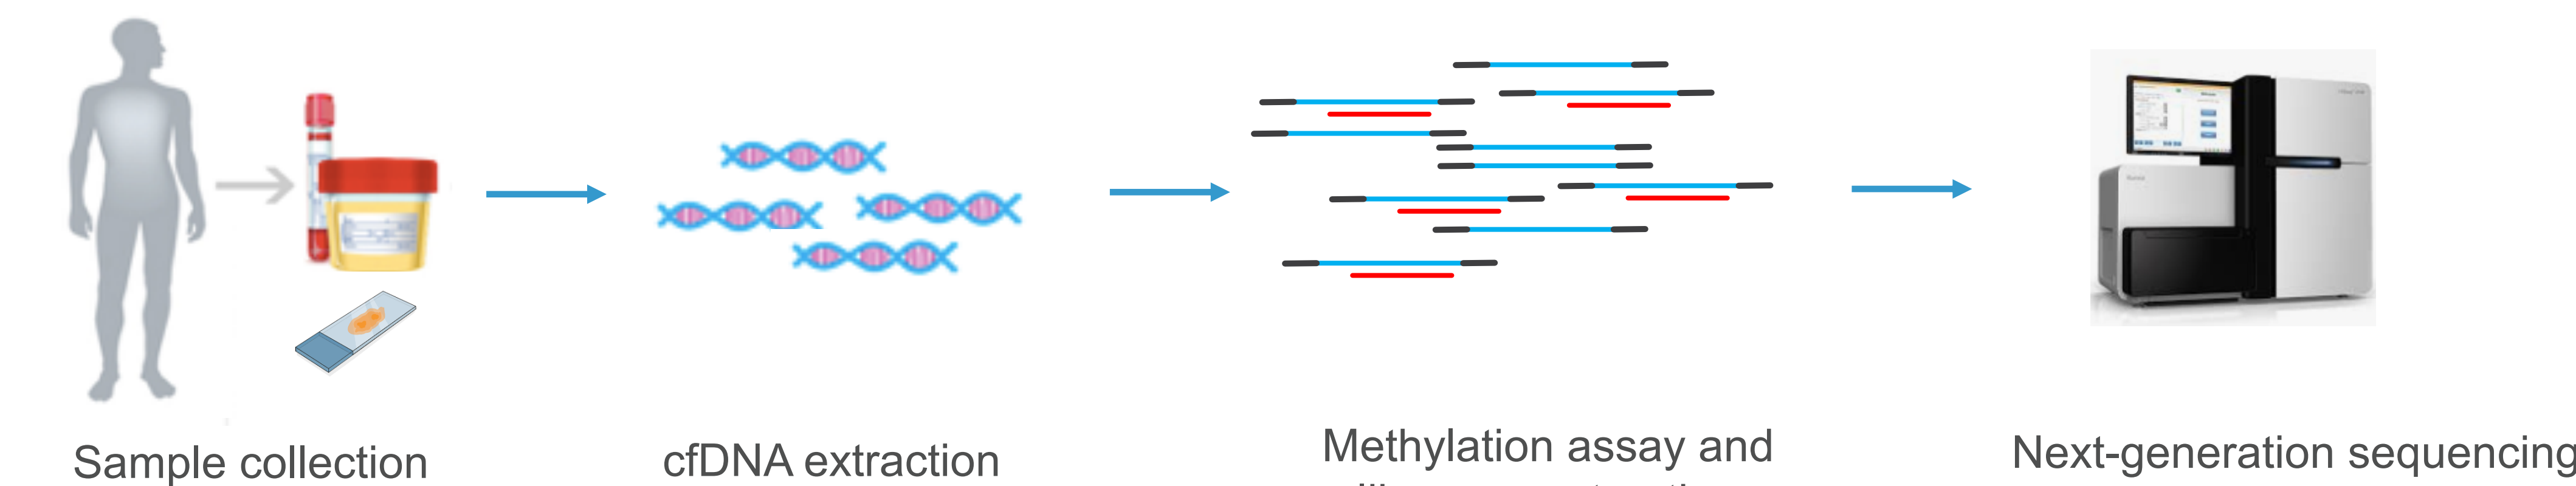 Sample collection
cfDNA extraction
Methylation assay and
Next-generation sequencing